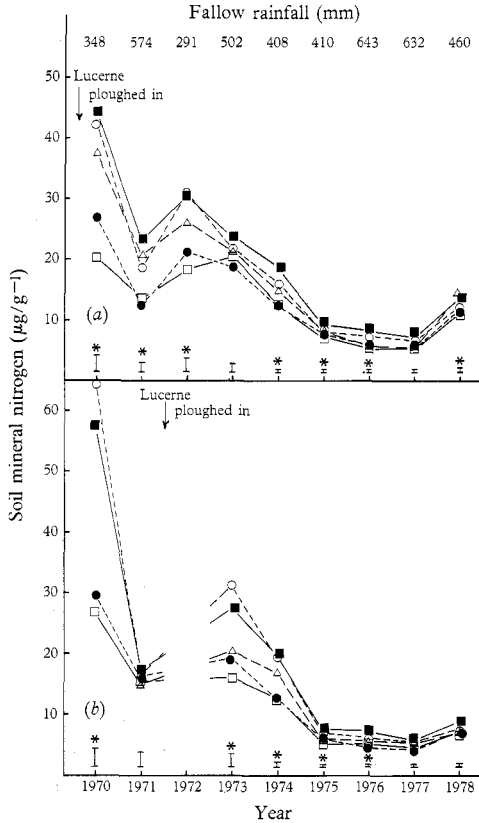 Fallow rainfall (mm)
348 574 291 502 408 410 643 632 460
Lucerne
ploughed in
50
40
30
20
10
(a)
* * * * * * *
Lucerne
ploughed in
60
50
40
30
20
10
(b)
* * * * *
1970 1971 1972 1973 1974 1975 1976 1977 1978
Year
Soil mineral nitrogen (µg/g⁻¹)